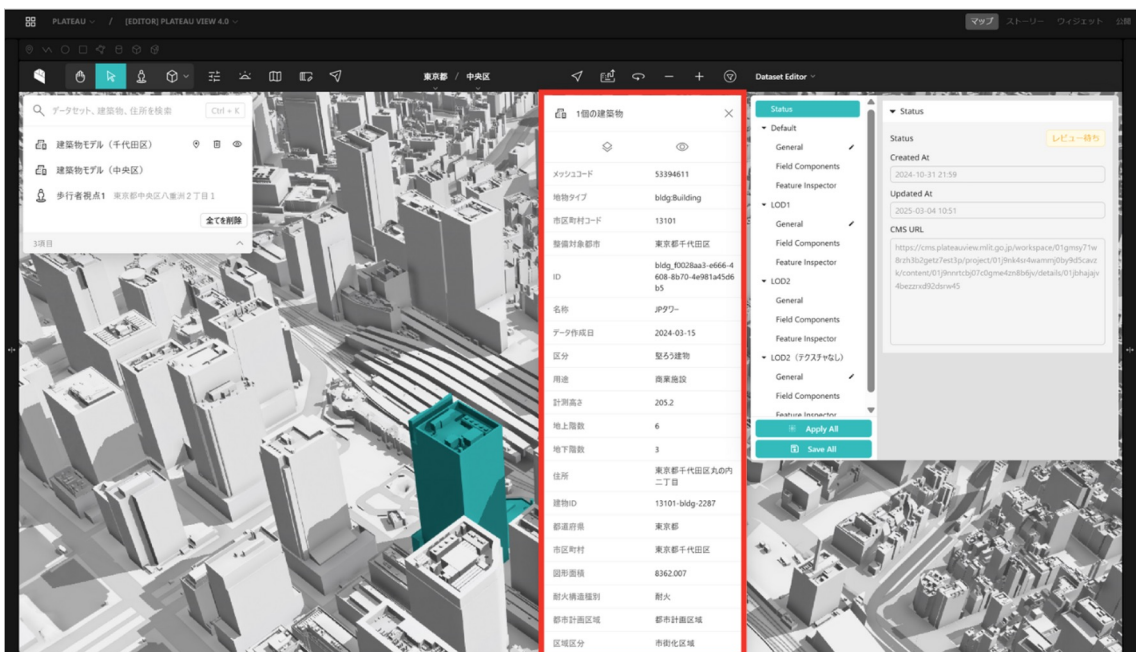 PLATEAU / [EDITOR] PLATEAU VIEW 4.0
マップ ストーリー ウィジェット 公開
東京都 / 中央区
Dataset Editor
データセット、建築物、住所を検索 Ctrl + K
建築物モデル（千代田区）
建築物モデル（中央区）
歩行者視点1 東京都中央区八重洲2丁目1
全てを削除
3項目
1個の建築物
メッシュコード 53394611
地物タイプ bldg:Building
市区町村コード 13101
整備対象都市 東京都千代田区
ID bldg_f0028aa3-e666-4
608-8b70-4e981a45d6
b5
名称 JPタワー
データ作成日 2024-03-15
区分 堅ろう建物
用途 商業施設
計測高さ 205.2
地上階数 6
地下階数 3
住所 東京都千代田区丸の内
二丁目
建物ID 13101-bldg-2287
都道府県 東京都
市区町村 東京都千代田区
図形面積 8362.007
耐火構造種別 耐火
都市計画区域 都市計画区域
区域区分 市街化区域
Status
Default
General
Field Components
Feature Inspector
LOD1
General
Field Components
Feature Inspector
LOD2
General
Field Components
Feature Inspector
LOD2（テクスチャなし）
General
Field Components
Feature Inspector
Apply All
Save All
Status
Status レビュー待ち
Created At
2024-10-31 21:59
Updated At
2025-03-04 10:51
CMS URL